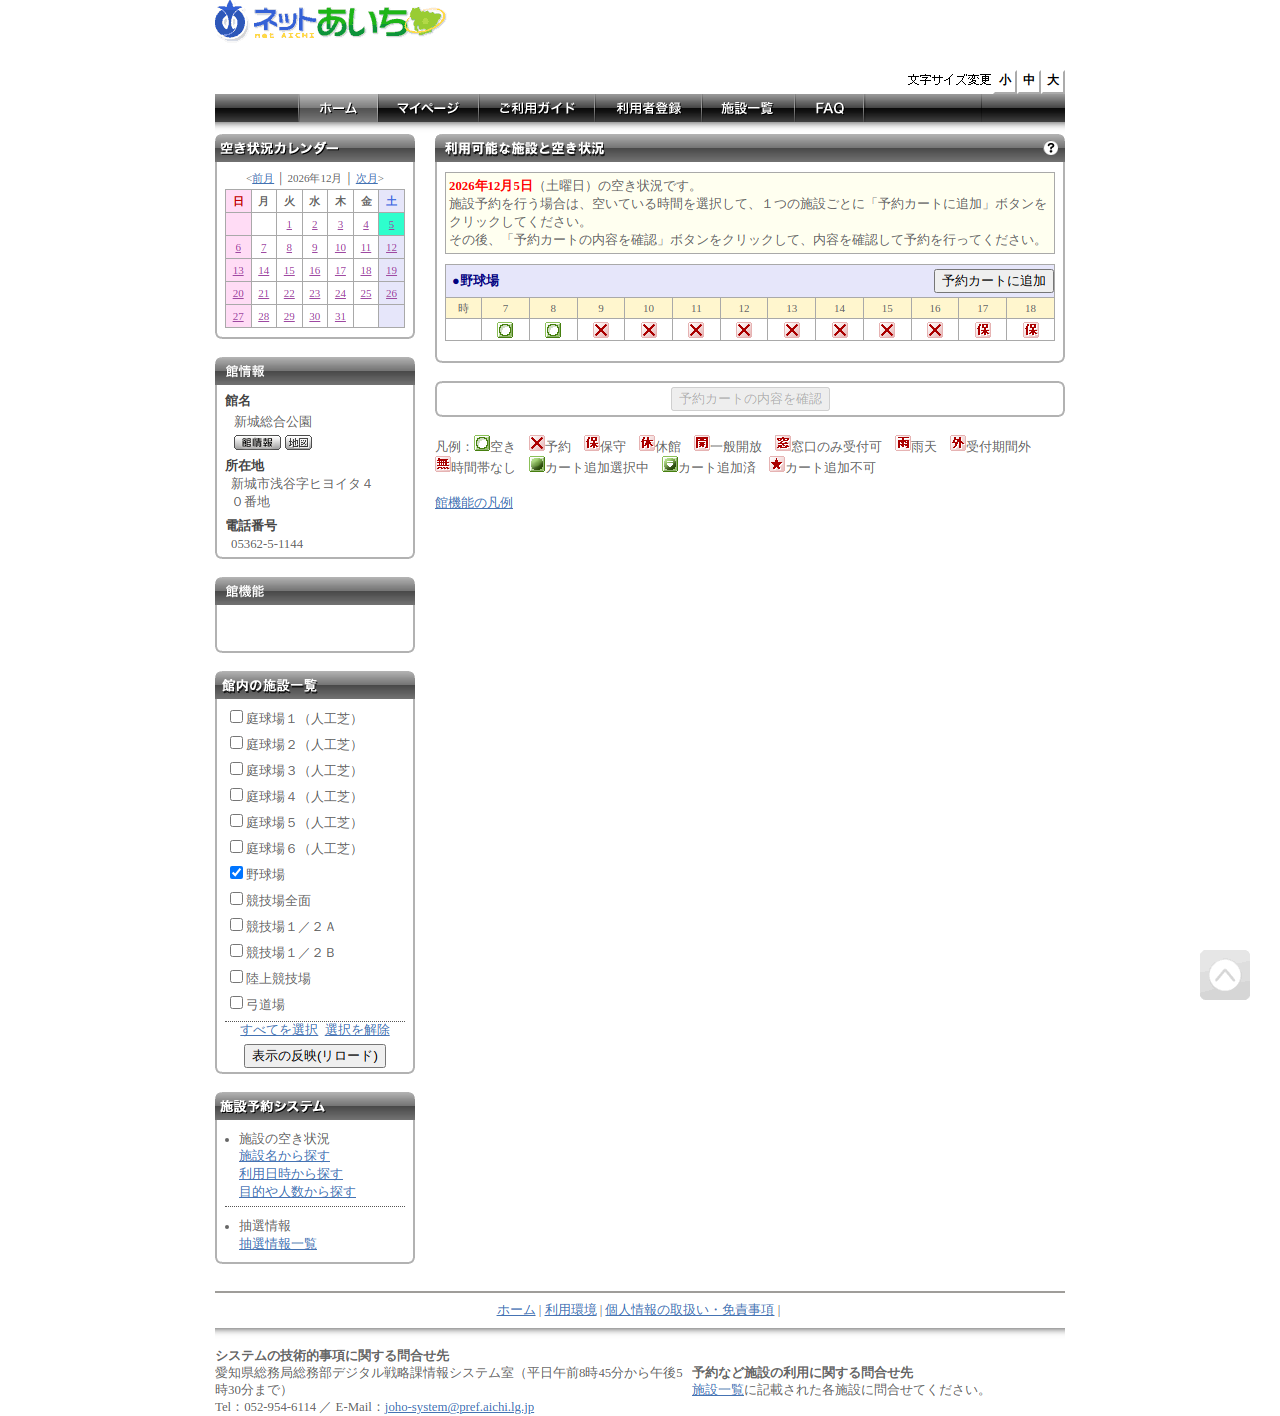 ネットあいち
NET AICHI
文字サイズ変更 小 中 大
ホーム マイページ ご利用ガイド 利用者登録 施設一覧 FAQ
空き状況カレンダー
<前月 │ 2026年12月 │ 次月>
日 月 火 水 木 金 土
1 2 3 4 5
6 7 8 9 10 11 12
13 14 15 16 17 18 19
20 21 22 23 24 25 26
27 28 29 30 31
館情報
館名
新城総合公園
館情報 地図
所在地
新城市浅谷字ヒヨイタ４
０番地
電話番号
05362-5-1144
館機能
館内の施設一覧
庭球場１（人工芝）
庭球場２（人工芝）
庭球場３（人工芝）
庭球場４（人工芝）
庭球場５（人工芝）
庭球場６（人工芝）
野球場
競技場全面
競技場１／２Ａ
競技場１／２Ｂ
陸上競技場
弓道場
すべてを選択 選択を解除
表示の反映(リロード)
施設予約システム
施設の空き状況
施設名から探す
利用日時から探す
目的や人数から探す
抽選情報
抽選情報一覧
利用可能な施設と空き状況 ?
2026年12月5日（土曜日）の空き状況です。
施設予約を行う場合は、空いている時間を選択して、１つの施設ごとに「予約カートに追加」ボタンを
クリックしてください。
その後、「予約カートの内容を確認」ボタンをクリックして、内容を確認して予約を行ってください。
●野球場 予約カートに追加
時 7 8 9 10 11 12 13 14 15 16 17 18
保 保
予約カートの内容を確認
凡例：空き 予約 保保守 休休館 開一般開放 窓窓口のみ受付可 雨雨天 外受付期間外
無時間帯なし カート追加選択中 カート追加済 カート追加不可
館機能の凡例
ホーム | 利用環境 | 個人情報の取扱い・免責事項 |
システムの技術的事項に関する問合せ先
愛知県総務局総務部デジタル戦略課情報システム室（平日午前8時45分から午後5
時30分まで）
Tel：052-954-6114 ／ E-Mail：joho-system@pref.aichi.lg.jp
予約など施設の利用に関する問合せ先
施設一覧に記載された各施設に問合せてください。